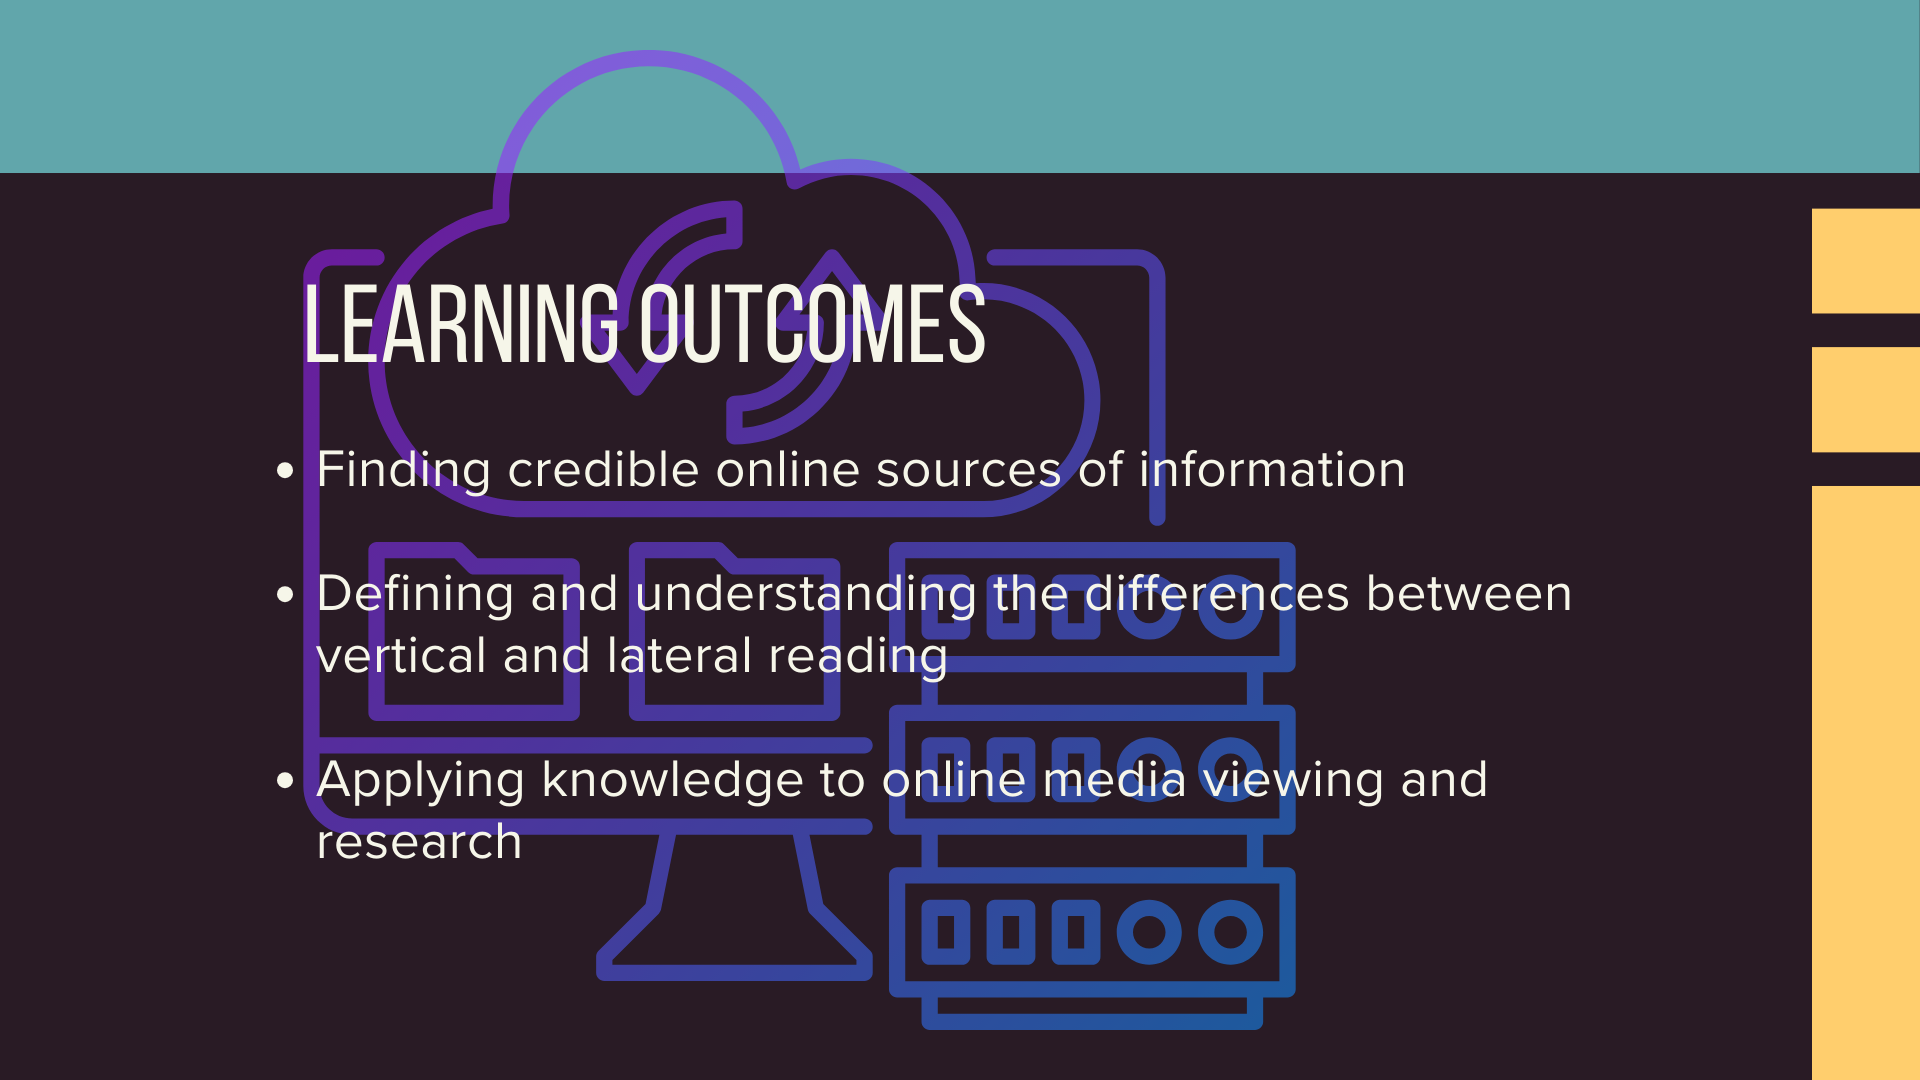 LEARNING OUTCOMES
• Finding credible online sources of information
• Defining and understanding the differences between
vertical and lateral reading
• Applying knowledge to online media viewing and
research